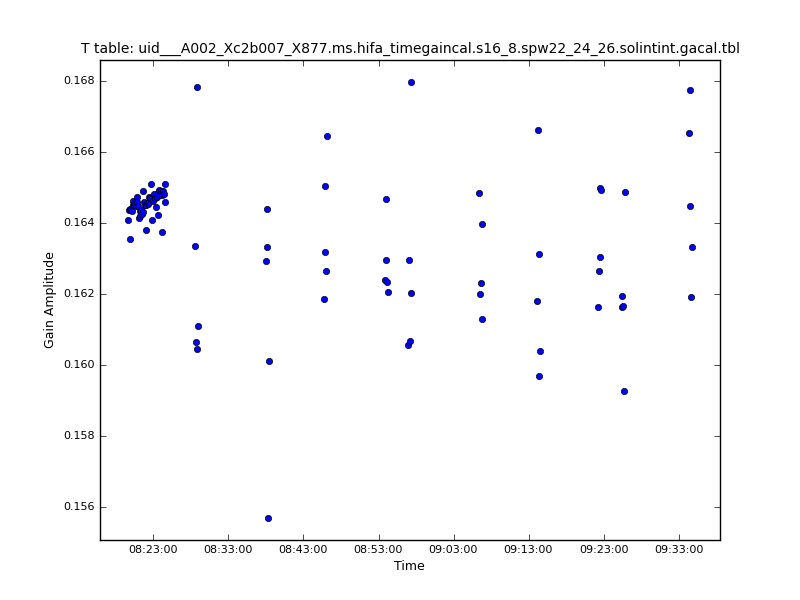 T table: uid___A002_Xc2b007_X877.ms.hifa_timegaincal.s16_8.spw22_24_26.solintint.gacal.tbl
0.168
0.166
0.164
0.162
0.160
0.158
0.156
Gain Amplitude
08:23:00 08:33:00 08:43:00 08:53:00 09:03:00 09:13:00 09:23:00 09:33:00
Time